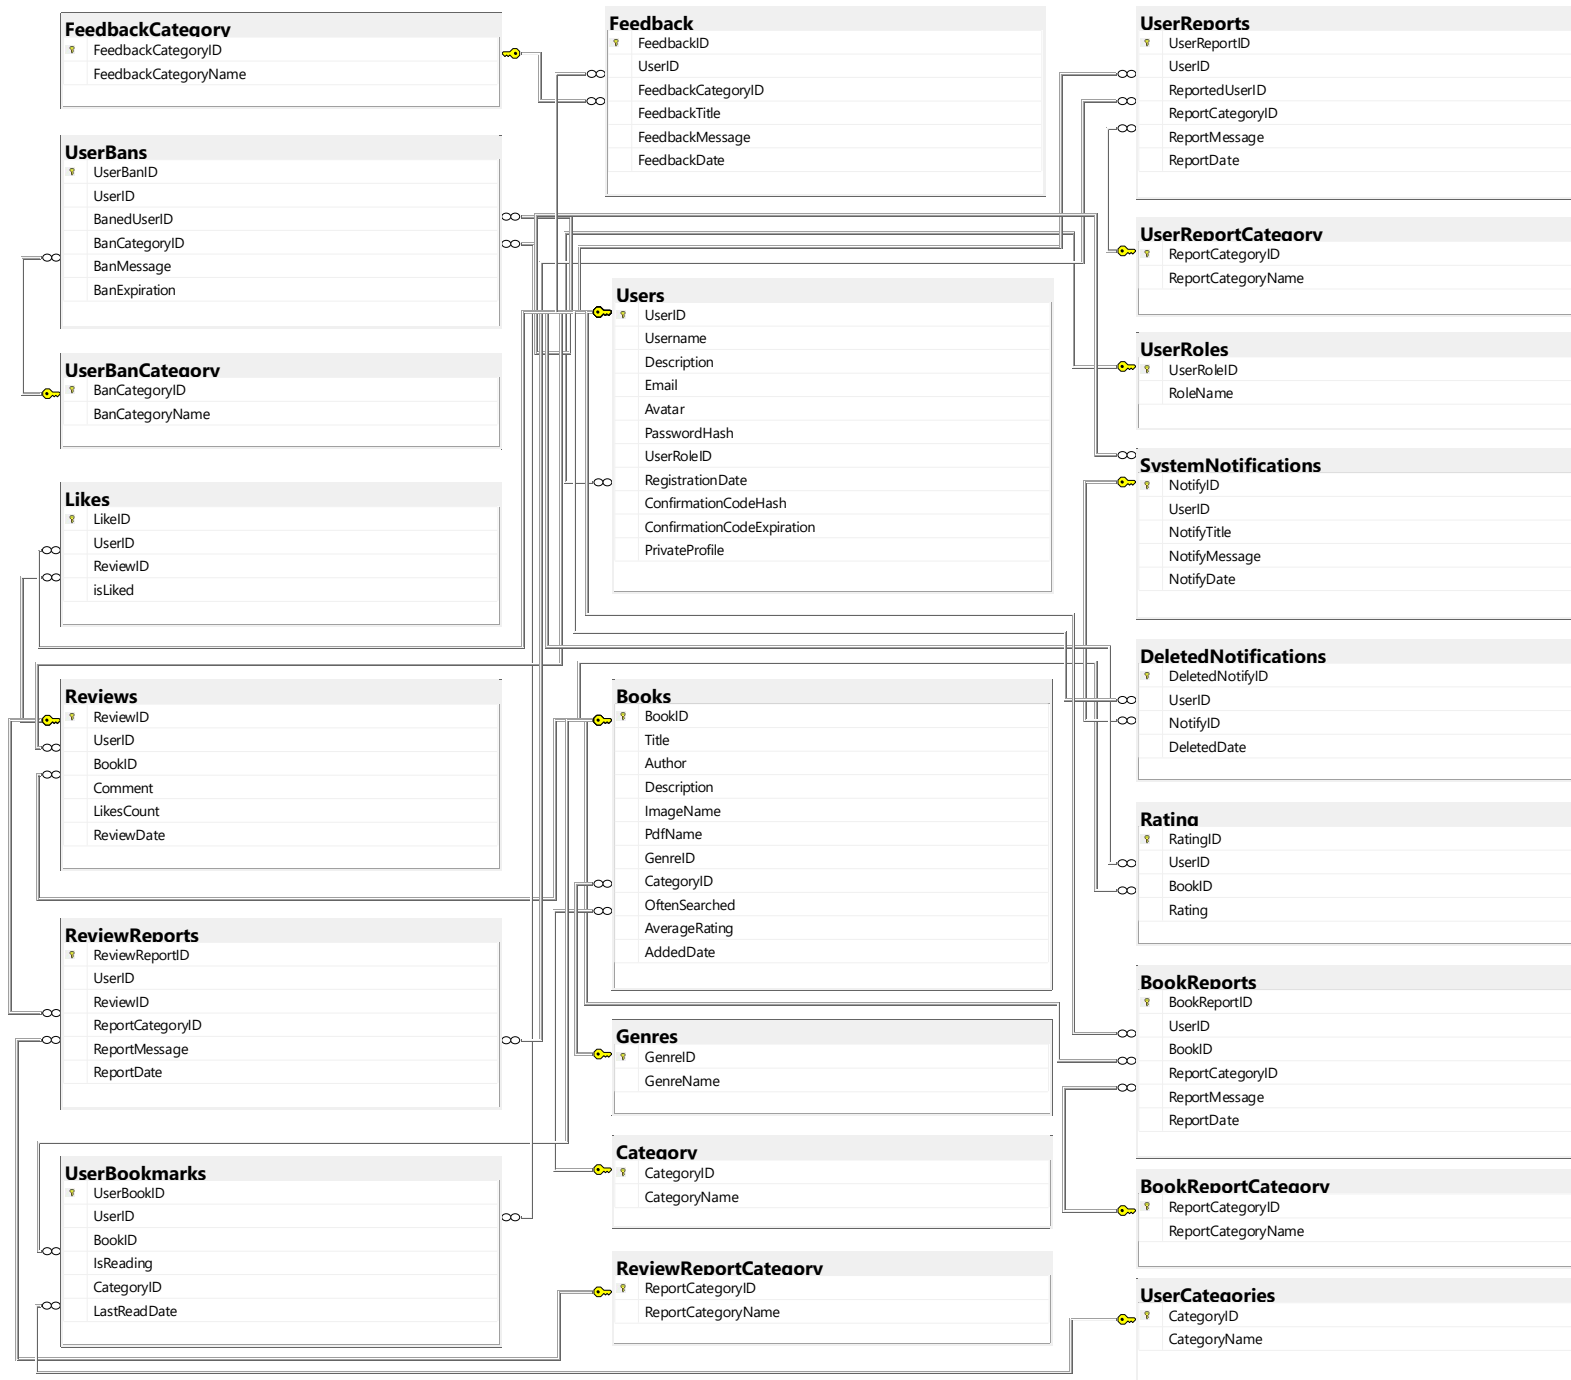 FeedbackCategory
FeedbackCategoryID
FeedbackCategoryName
UserBans
UserBanID
UserID
BanedUserID
BanCategoryID
BanMessage
BanExpiration
UserBanCategory
BanCategoryID
BanCategoryName
Likes
LikeID
UserID
ReviewID
isLiked
Reviews
ReviewID
UserID
BookID
Comment
LikesCount
ReviewDate
ReviewReports
ReviewReportID
UserID
ReviewID
ReportCategoryID
ReportMessage
ReportDate
UserBookmarks
UserBookID
UserID
BookID
IsReading
CategoryID
LastReadDate
Feedback
FeedbackID
UserID
FeedbackCategoryID
FeedbackTitle
FeedbackMessage
FeedbackDate
Users
UserID
Username
Description
Email
Avatar
PasswordHash
UserRoleID
RegistrationDate
ConfirmationCodeHash
ConfirmationCodeExpiration
PrivateProfile
Books
BookID
Title
Author
Description
ImageName
PdfName
GenreID
CategoryID
OftenSearched
AverageRating
AddedDate
Genres
GenreID
GenreName
Category
CategoryID
CategoryName
ReviewReportCategory
ReportCategoryID
ReportCategoryName
UserReports
UserReportID
UserID
ReportedUserID
ReportCategoryID
ReportMessage
ReportDate
UserReportCategory
ReportCategoryID
ReportCategoryName
UserRoles
UserRoleID
RoleName
SystemNotifications
NotifyID
UserID
NotifyTitle
NotifyMessage
NotifyDate
DeletedNotifications
DeletedNotifyID
UserID
NotifyID
DeletedDate
Rating
RatingID
UserID
BookID
Rating
BookReports
BookReportID
UserID
BookID
ReportCategoryID
ReportMessage
ReportDate
BookReportCategory
ReportCategoryID
ReportCategoryName
UserCategories
CategoryID
CategoryName